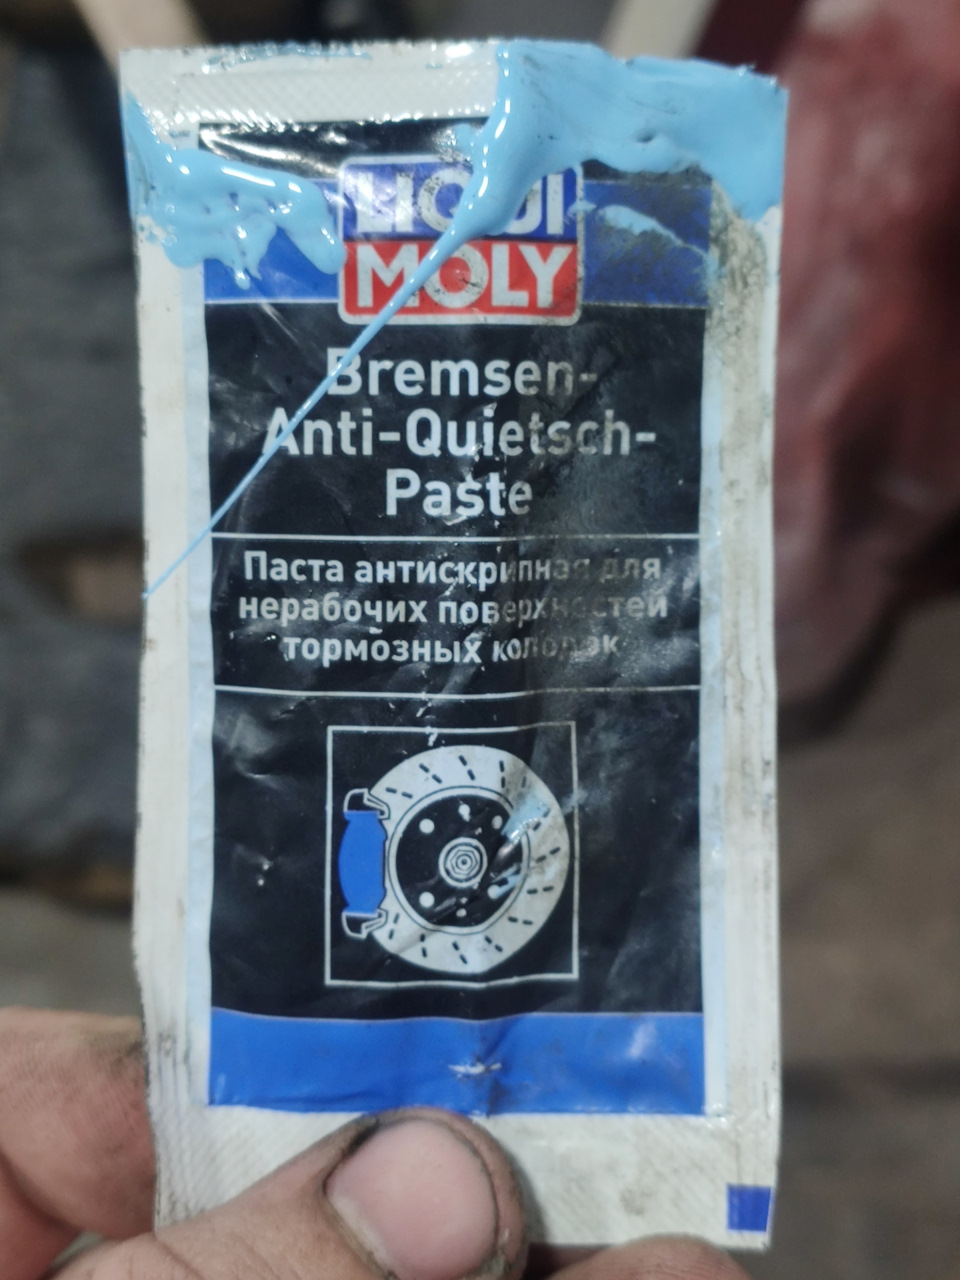 LIQUI
MOLY
Bremsen-
Anti-Quietsch-
Paste
Паста антискрипная для
нерабочих поверхностей
тормозных колодок